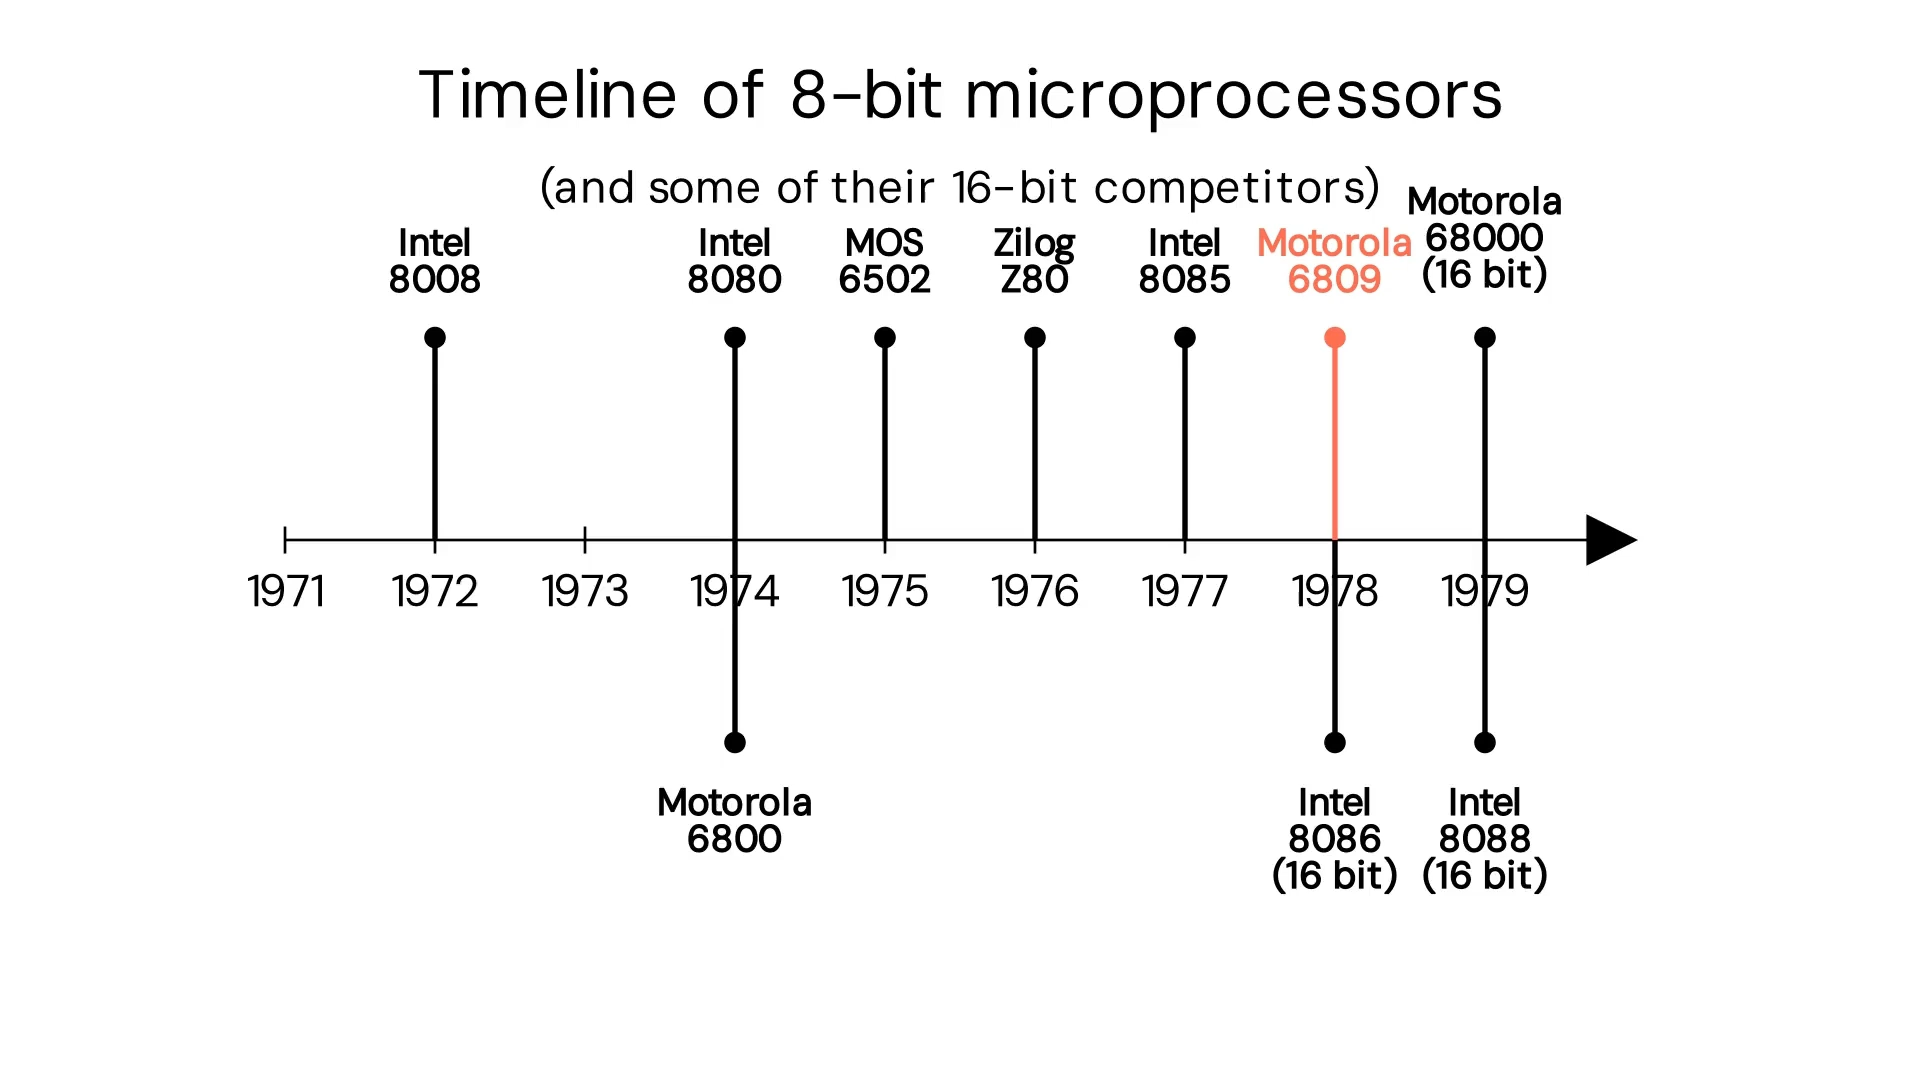 Timeline of 8-bit microprocessors
(and some of their 16-bit competitors)
Intel
8008
Intel
8080
MOS
6502
Zilog
Z80
Intel
8085
Motorola
6809
Motorola
68000
(16 bit)
1971
1972
1973
1974
1975
1976
1977
1978
1979
Motorola
6800
Intel
8086
(16 bit)
Intel
8088
(16 bit)